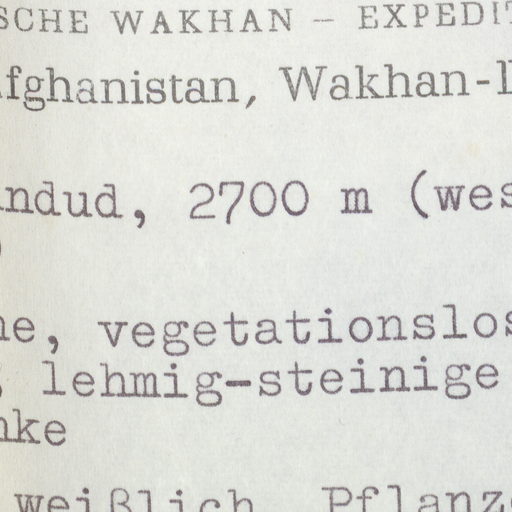 SCHE WAKHAN — EXPEDIT
fghanistan, Wakhan-
ndud, 2700 m (wes
e, vegetationslos
lehmig-steinige
nke
weißlich, Pflanz